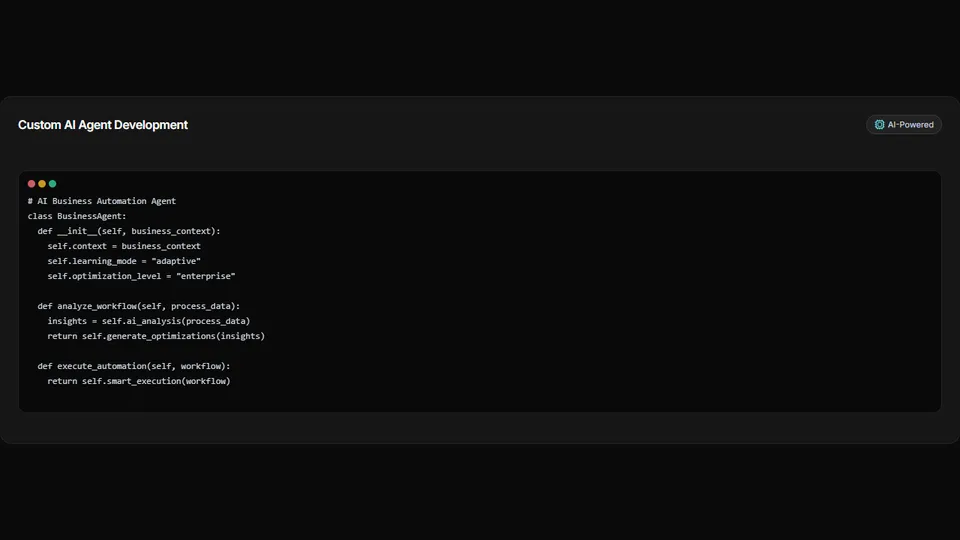 Custom AI Agent Development
AI-Powered
# AI Business Automation Agent
class BusinessAgent:
  def __init__(self, business_context):
    self.context = business_context
    self.learning_mode = "adaptive"
    self.optimization_level = "enterprise"

  def analyze_workflow(self, process_data):
    insights = self.ai_analysis(process_data)
    return self.generate_optimizations(insights)

  def execute_automation(self, workflow):
    return self.smart_execution(workflow)